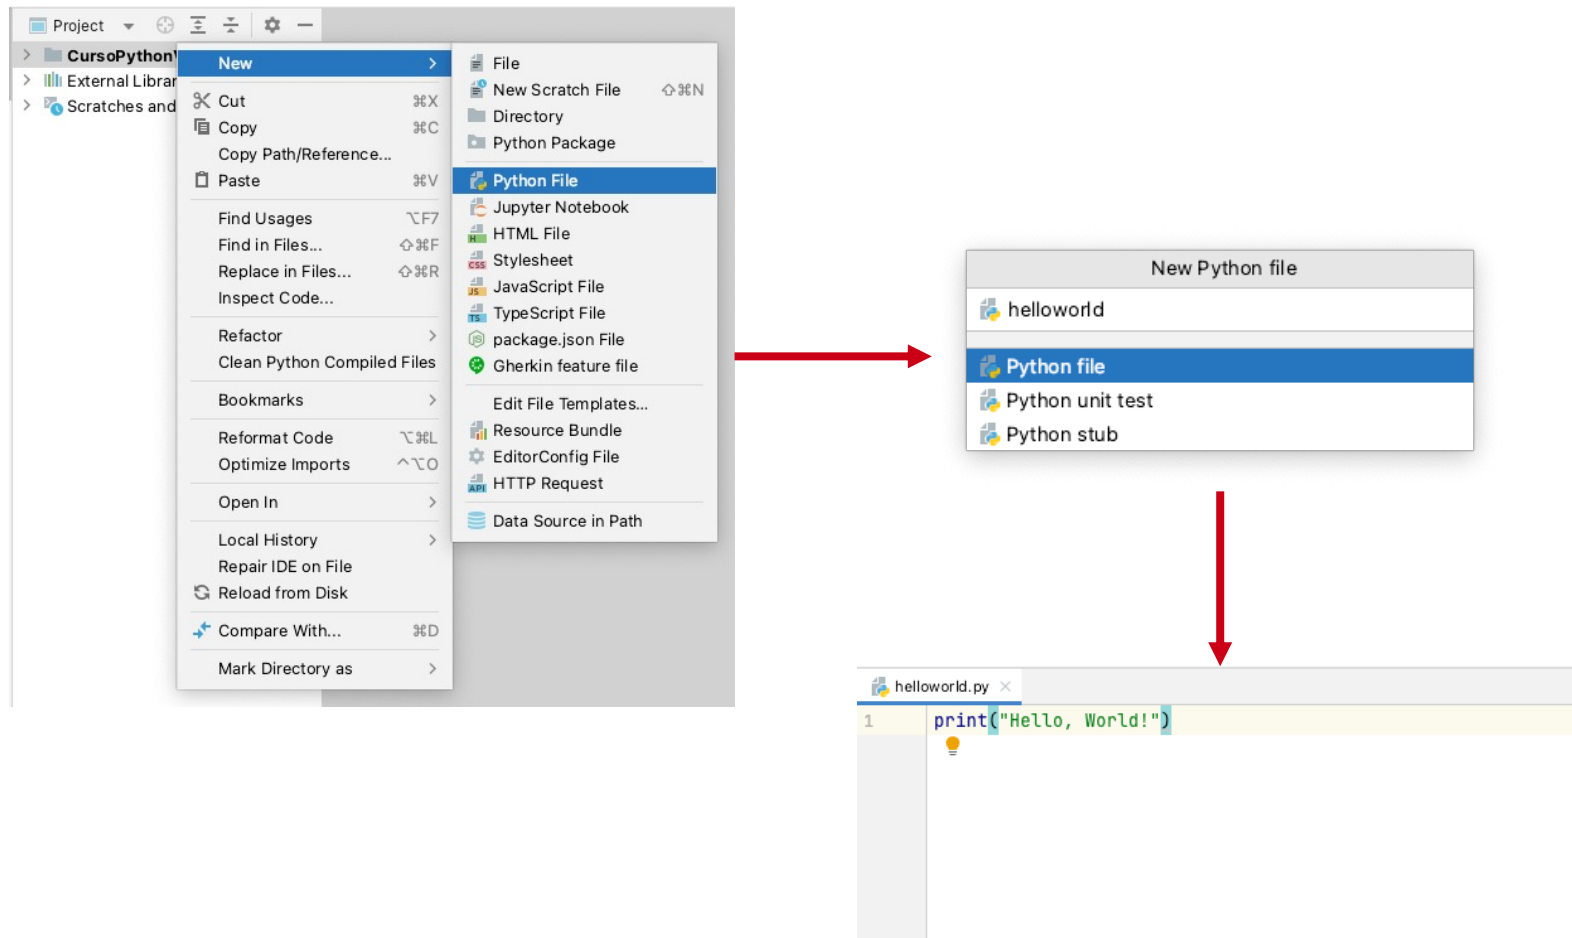 Project
CursoPython
External Librar
Scratches and
New
Cut ⌘X
Copy ⌘C
Copy Path/Reference...
Paste ⌘V
Find Usages ⌥F7
Find in Files... ⇧⌘F
Replace in Files... ⇧⌘R
Inspect Code...
Refactor
Clean Python Compiled Files
Bookmarks
Reformat Code ⌥⌘L
Optimize Imports ^⌥O
Open In
Local History
Repair IDE on File
Reload from Disk
Compare With... ⌘D
Mark Directory as
File
New Scratch File ⇧⌘N
Directory
Python Package
Python File
Jupyter Notebook
H HTML File
CSS Stylesheet
JS JavaScript File
TS TypeScript File
JS package.json File
Gherkin feature file
Edit File Templates...
Resource Bundle
EditorConfig File
API HTTP Request
Data Source in Path
New Python file
helloworld
Python file
Python unit test
Python stub
helloworld.py
1 print("Hello, World!")